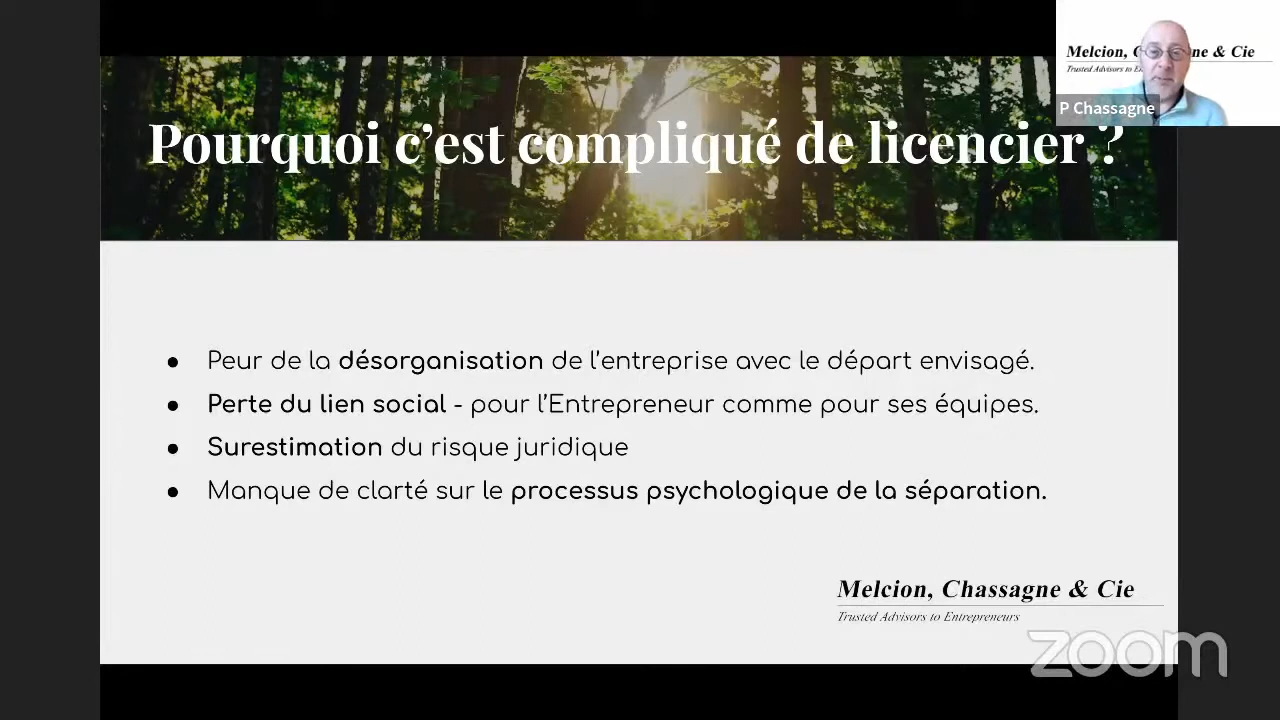 Melcion, C ne & Cie
Trusted Advisors to E
P Chassagne
Pourquoi c’est compliqué de licencier ?
● Peur de la désorganisation de l’entreprise avec le départ envisagé.
● Perte du lien social - pour l’Entrepreneur comme pour ses équipes.
● Surestimation du risque juridique
● Manque de clarté sur le processus psychologique de la séparation.
Melcion, Chassagne & Cie
Trusted Advisors to Entrepreneurs
zoom